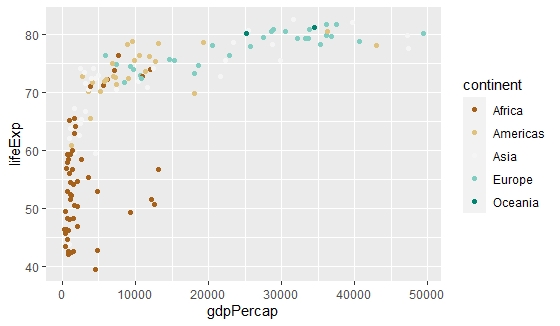 80
70
60
50
40
lifeExp
0
10000
20000
30000
40000
50000
gdpPercap
continent
Africa
Americas
Asia
Europe
Oceania